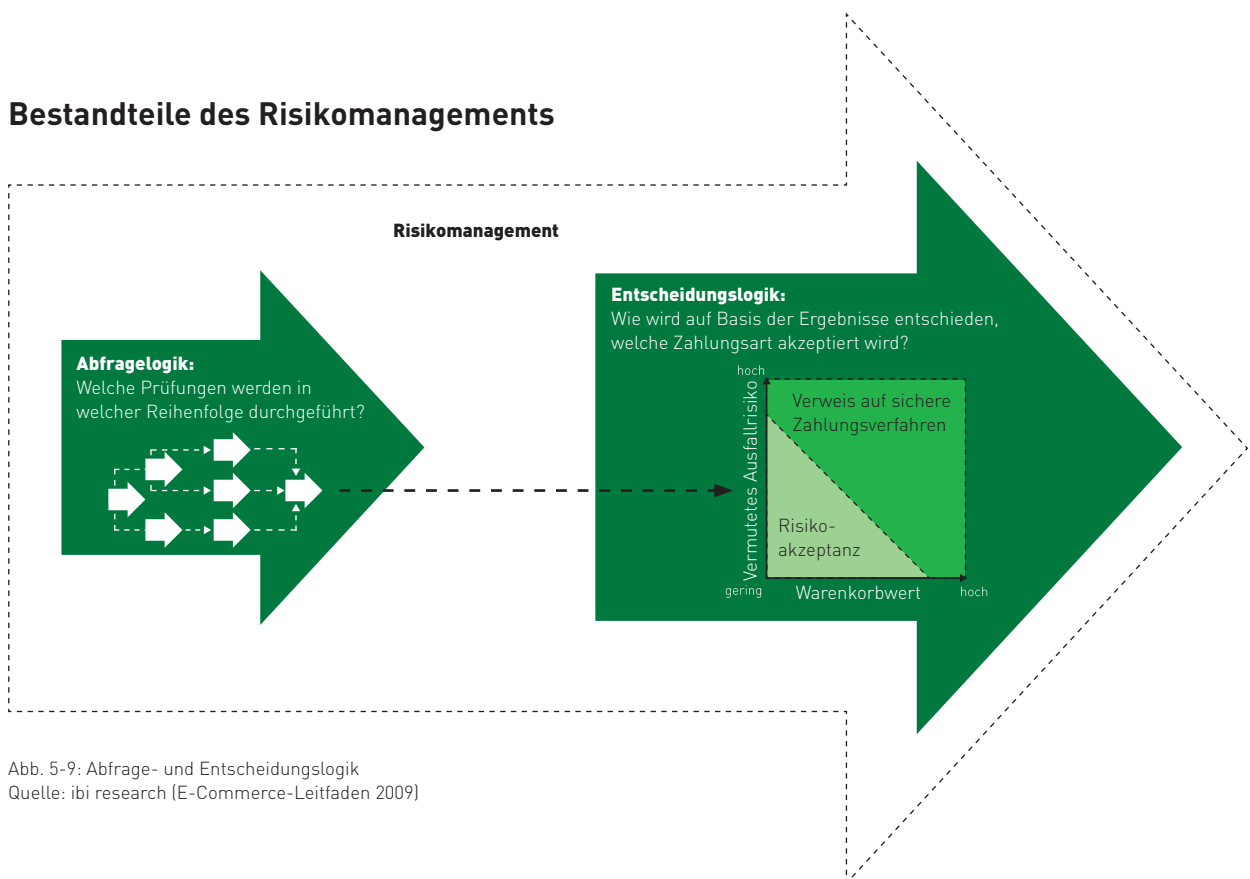 Bestandteile des Risikomanagements
Risikomanagement
Abfragelogik:
Welche Prüfungen werden in
welcher Reihenfolge durchgeführt?
Entscheidungslogik:
Wie wird auf Basis der Ergebnisse entschieden,
welche Zahlungsart akzeptiert wird?
hoch
Vermutetes Ausfallrisiko
Verweis auf sichere
Zahlungsverfahren
Risiko-
akzeptanz
gering
Warenkorbwert
hoch
Abb. 5-9: Abfrage- und Entscheidungslogik
Quelle: ibi research (E-Commerce-Leitfaden 2009)